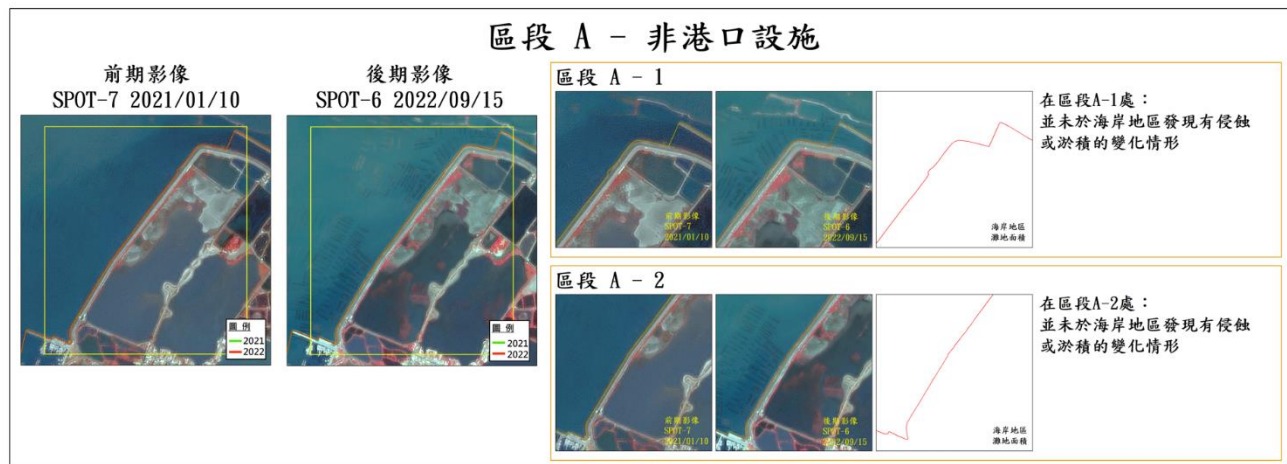 區段 A - 非港口設施
前期影像
SPOT-7 2021/01/10
後期影像
SPOT-6 2022/09/15
圖 例
2021
2022
圖 例
2021
2022
區段 A - 1
前期影像
SPOT-7
2021/01/10
後期影像
SPOT-6
2022/09/15
海岸地區
灘地面積
在區段A-1處：
並未於海岸地區發現有侵蝕
或淤積的變化情形
區段 A - 2
前期影像
SPOT-7
2021/01/10
後期影像
SPOT-6
2022/09/15
海岸地區
灘地面積
在區段A-2處：
並未於海岸地區發現有侵蝕
或淤積的變化情形